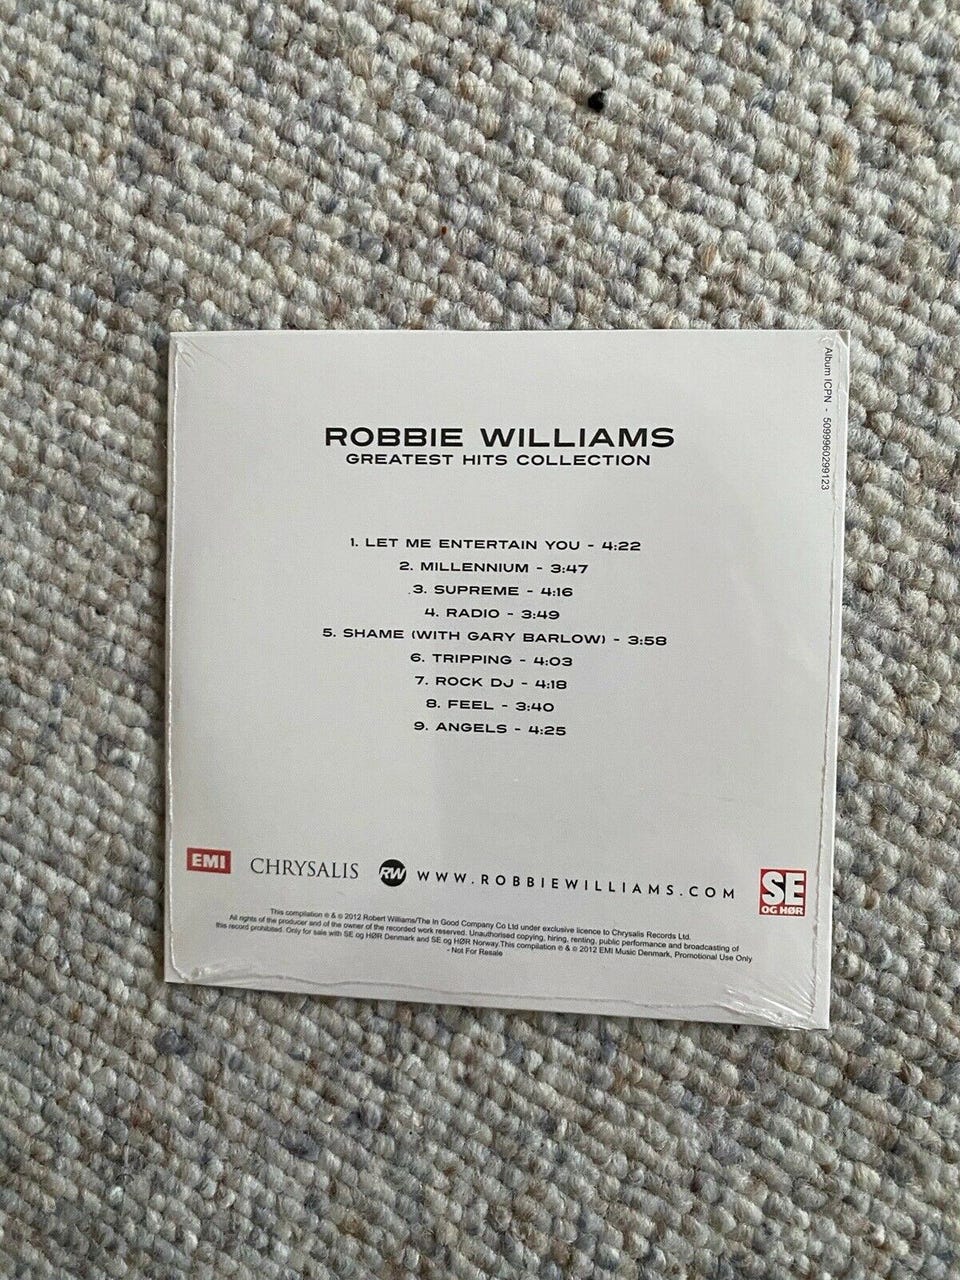 Album ICPN - 5099960299123
ROBBIE WILLIAMS
GREATEST HITS COLLECTION
1. LET ME ENTERTAIN YOU - 4:22
2. MILLENNIUM - 3:47
3. SUPREME - 4:16
4. RADIO - 3:49
5. SHAME (WITH GARY BARLOW) - 3:58
6. TRIPPING - 4:03
7. ROCK DJ - 4:18
8. FEEL - 3:40
9. ANGELS - 4:25
EMI CHRYSALIS RW WWW.ROBBIEWILLIAMS.COM
SE
OG HØR
This compilation ℗ & © 2012 Robert Williams/The In Good Company Co Ltd under exclusive licence to Chrysalis Records Ltd.
All rights of the producer and of the owner of the recorded work reserved. Unauthorised copying, hiring, renting, public performance and broadcasting of
this record prohibited. Only for sale with SE og HØR Denmark and SE og HØR Norway.This compilation ℗ & © 2012 EMI Music Denmark, Promotional Use Only
- Not For Resale